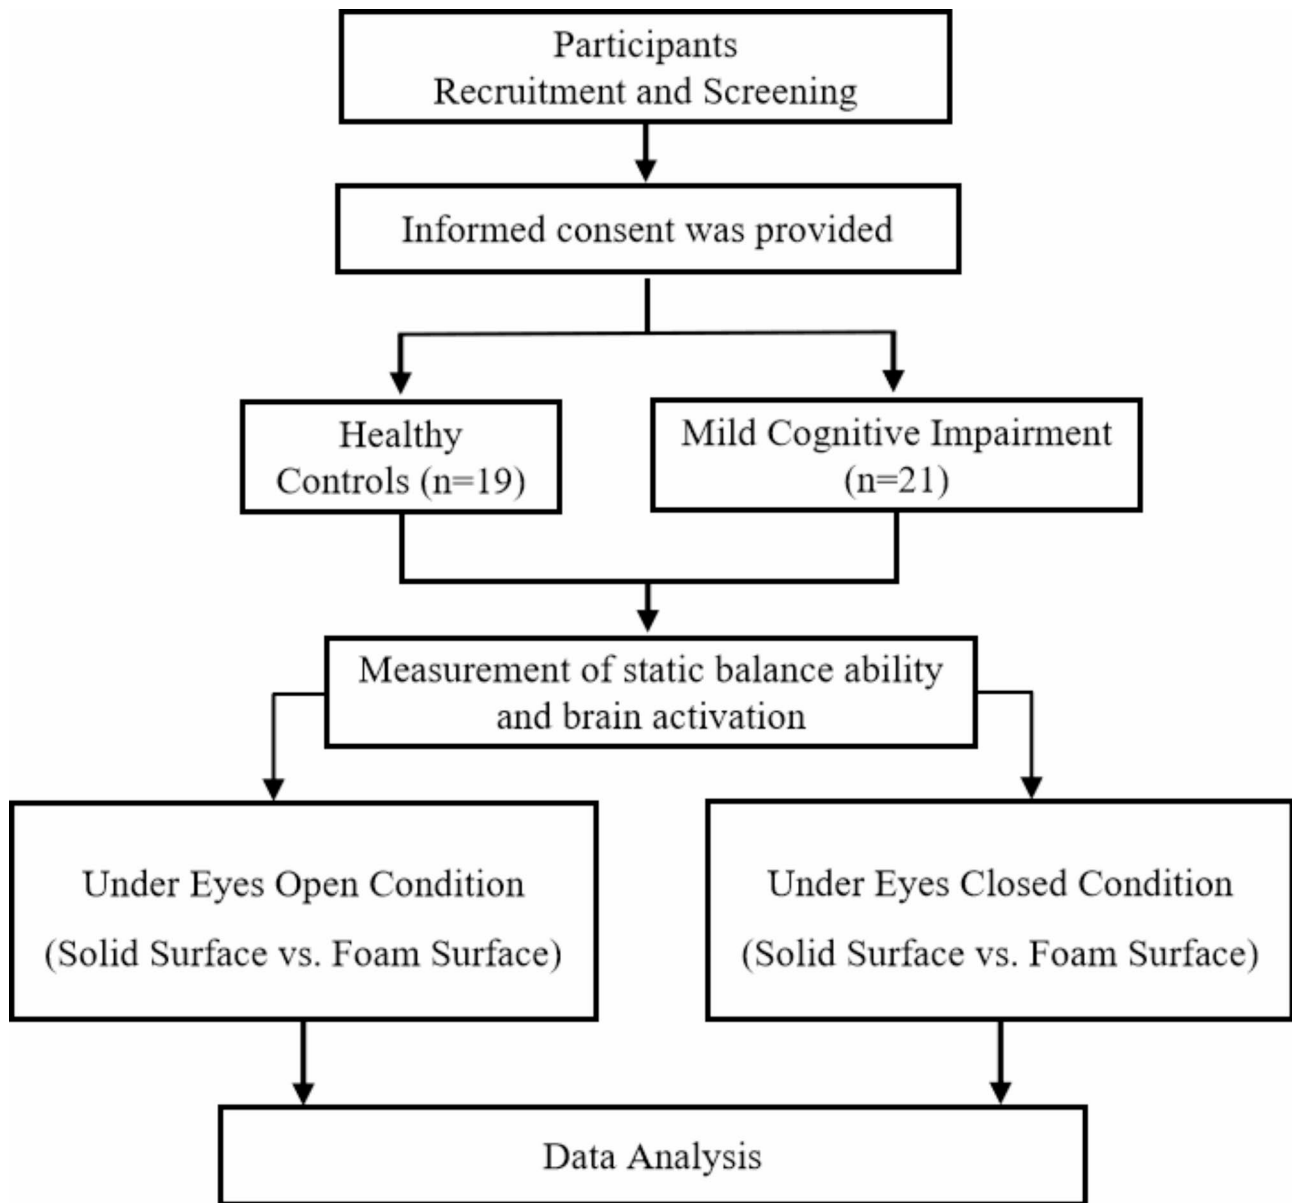 Participants
Recruitment and Screening
Informed consent was provided
Healthy
Controls (n=19)
Mild Cognitive Impairment
(n=21)
Measurement of static balance ability
and brain activation
Under Eyes Open Condition
(Solid Surface vs. Foam Surface)
Under Eyes Closed Condition
(Solid Surface vs. Foam Surface)
Data Analysis